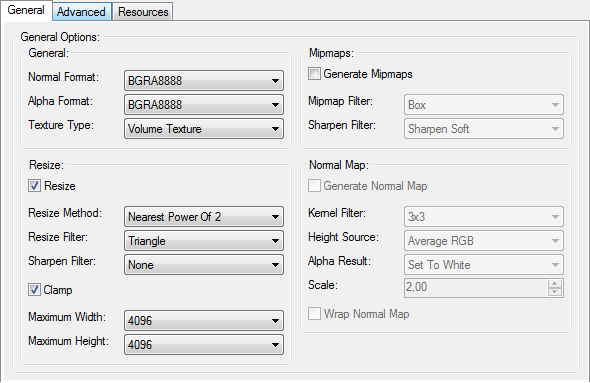 General Advanced Resources
General Options:
General:
Normal Format: BGRA8888
Alpha Format: BGRA8888
Texture Type: Volume Texture
Mipmaps:
Generate Mipmaps
Mipmap Filter: Box
Sharpen Filter: Sharpen Soft
Resize:
Resize
Resize Method: Nearest Power Of 2
Resize Filter: Triangle
Sharpen Filter: None
Clamp
Maximum Width: 4096
Maximum Height: 4096
Normal Map:
Generate Normal Map
Kernel Filter: 3x3
Height Source: Average RGB
Alpha Result: Set To White
Scale: 2,00
Wrap Normal Map